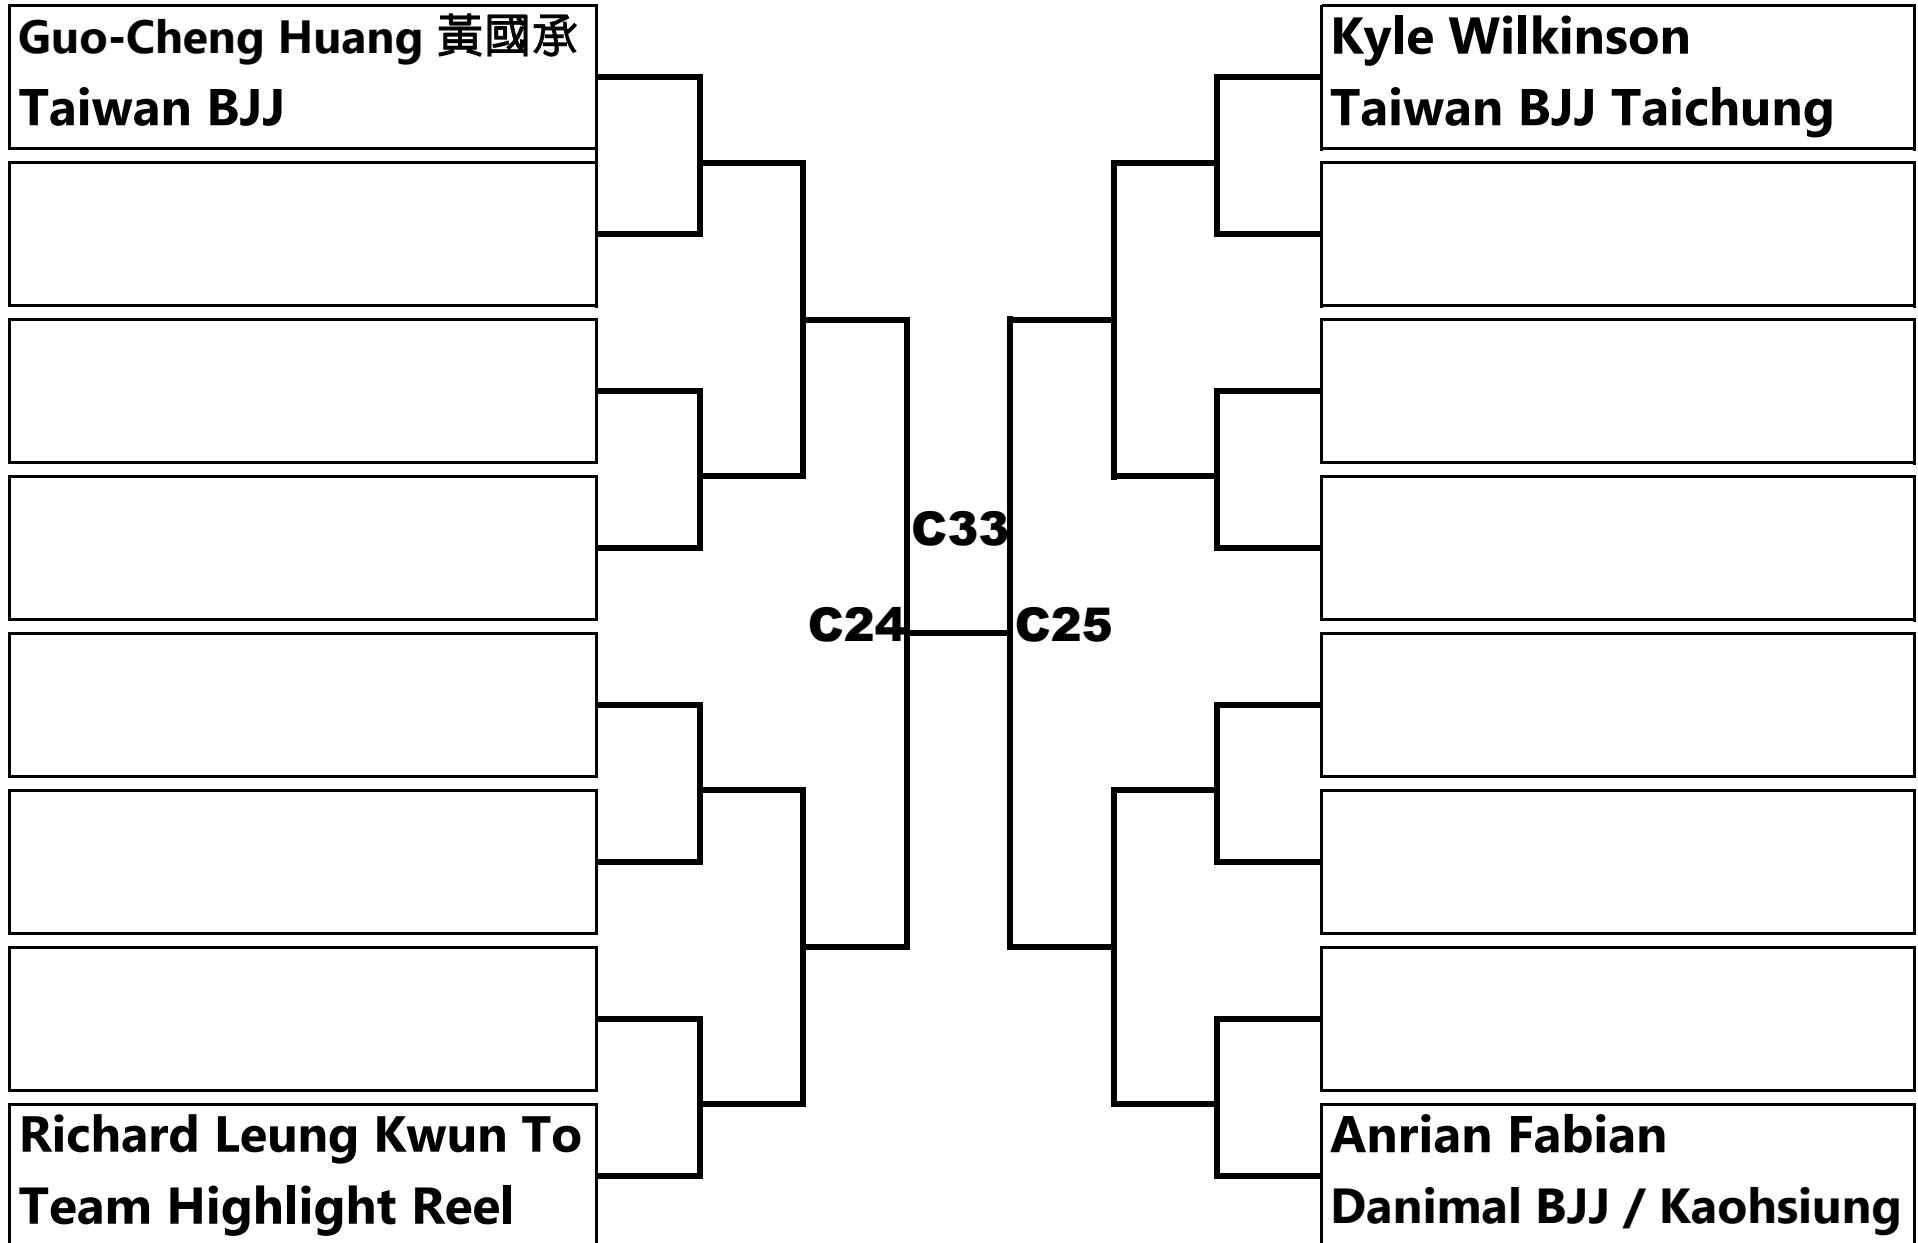 Guo-Cheng Huang 黃國承
Taiwan BJJ
Kyle Wilkinson
Taiwan BJJ Taichung
C33
C24
C25
Richard Leung Kwun To
Team Highlight Reel
Anrian Fabian
Danimal BJJ / Kaohsiung